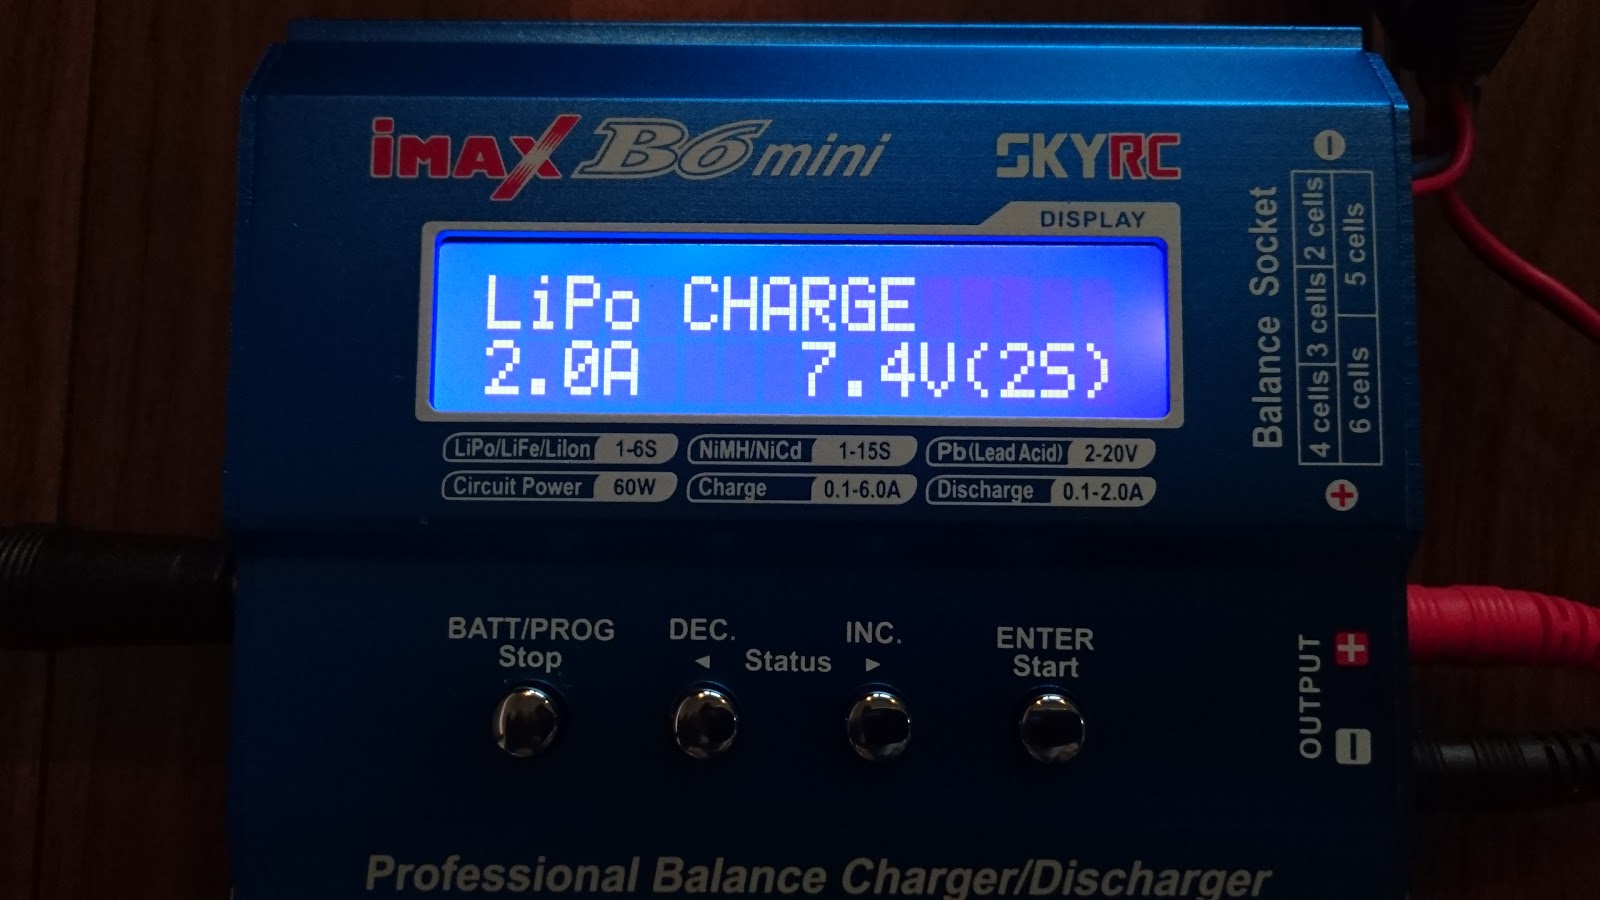 iMAX B6 mini SKYRC
DISPLAY
LiPo CHARGE
2.0A 7.4V(2S)
LiPo/LiFe/LiIon 1-6S NiMH/NiCd 1-15S Pb(Lead Acid) 2-20V
Circuit Power 60W Charge 0.1-6.0A Discharge 0.1-2.0A
Balance Socket
4 cells 3 cells 2 cells
6 cells 5 cells
BATT/PROG
Stop
DEC.
◄ Status ►
INC.
ENTER
Start
OUTPUT
Professional Balance Charger/Discharger